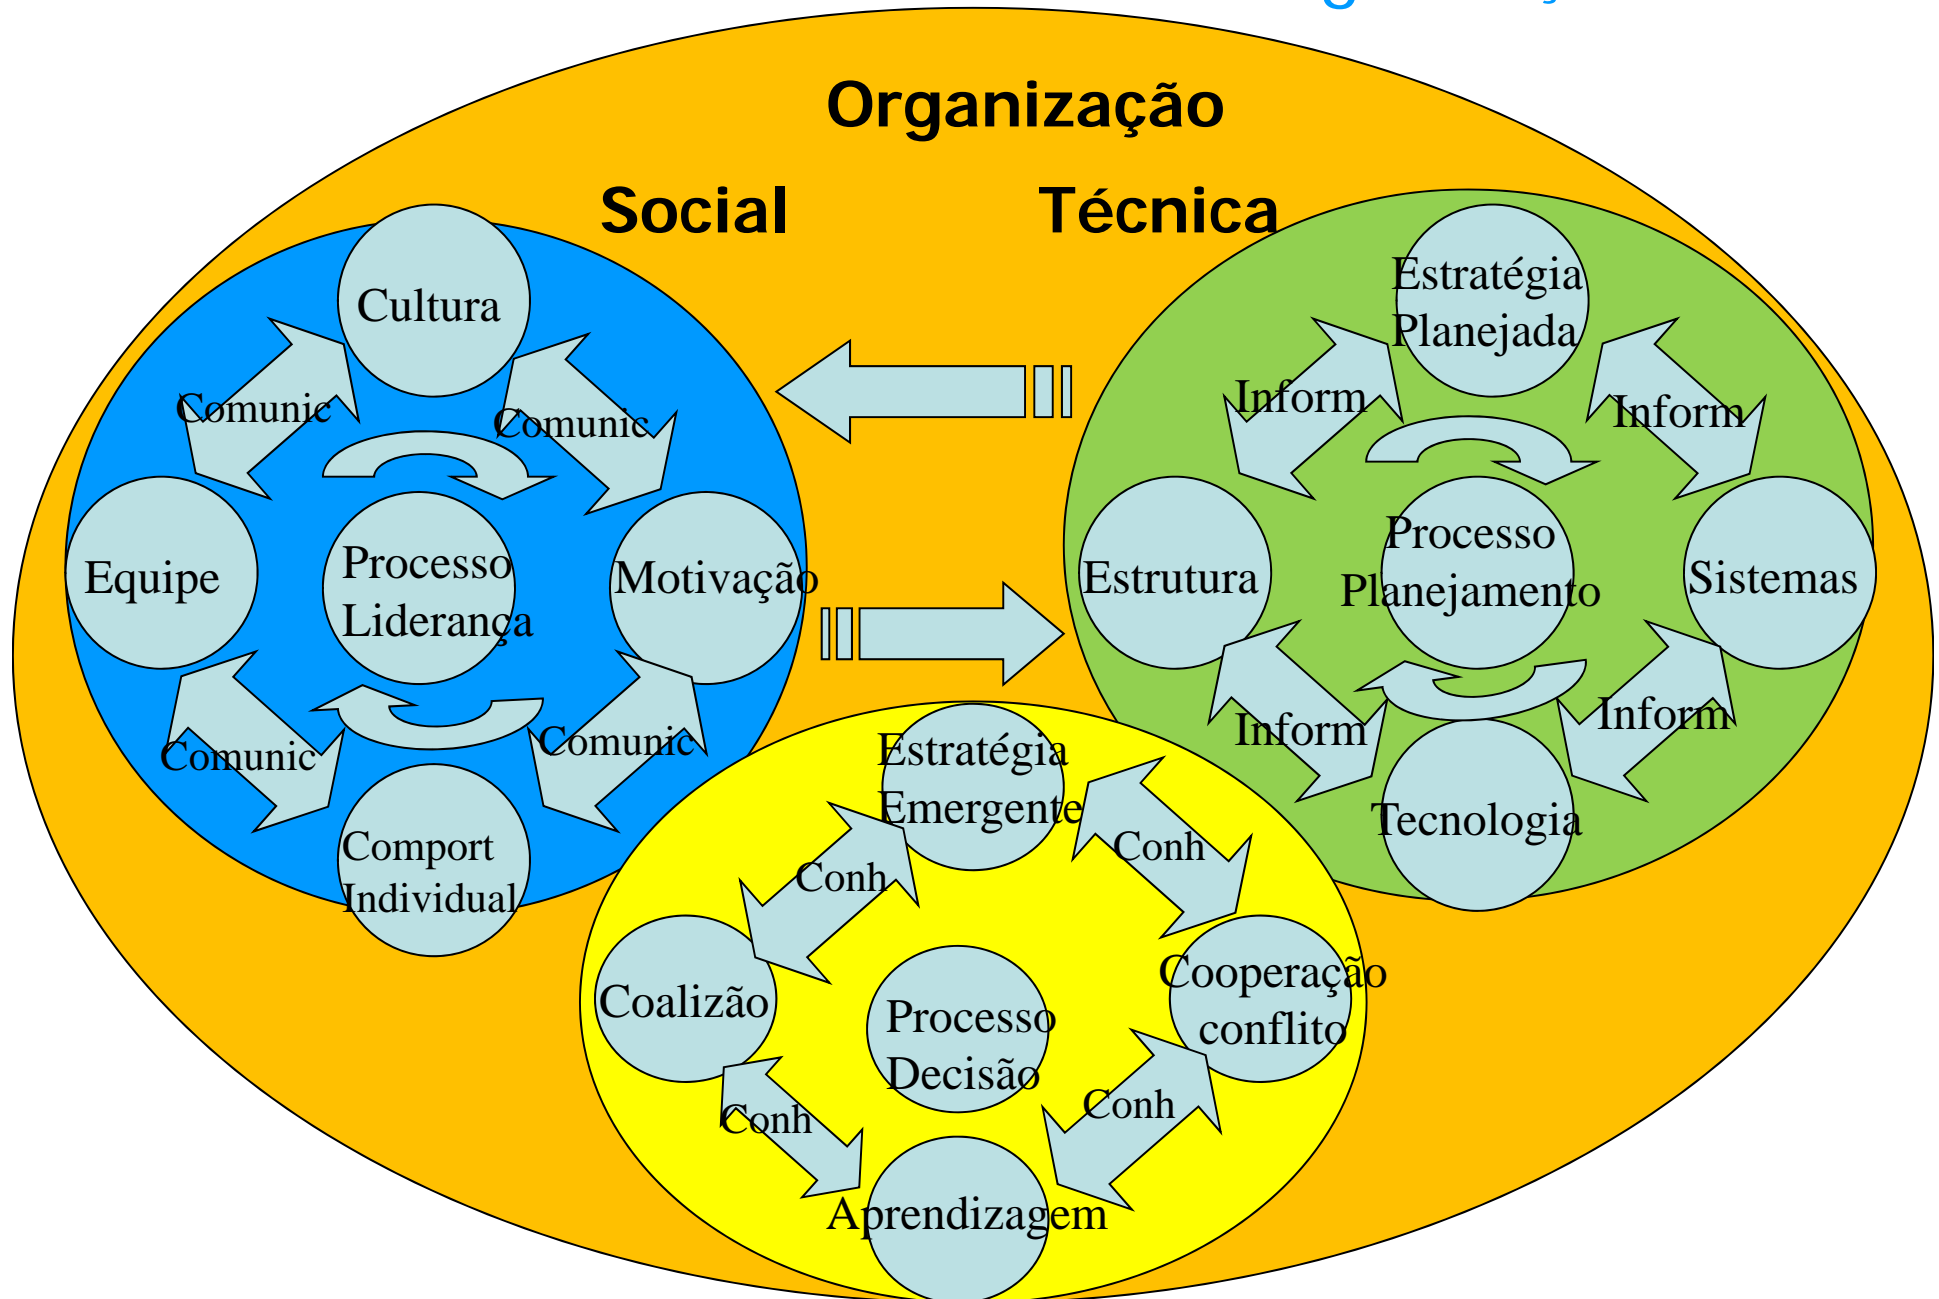 Organização
Social
Técnica
Cultura
Comunic
Comunic
Equipe
Processo
Liderança
Motivação
Comunic
Comunic
Comport
Individual
Estratégia
Planejada
Inform
Inform
Estrutura
Processo
Planejamento
Sistemas
Inform
Inform
Tecnologia
Estratégia
Emergente
Conh
Conh
Coalizão
Processo
Decisão
Cooperação
conflito
Conh
Conh
Aprendizagem